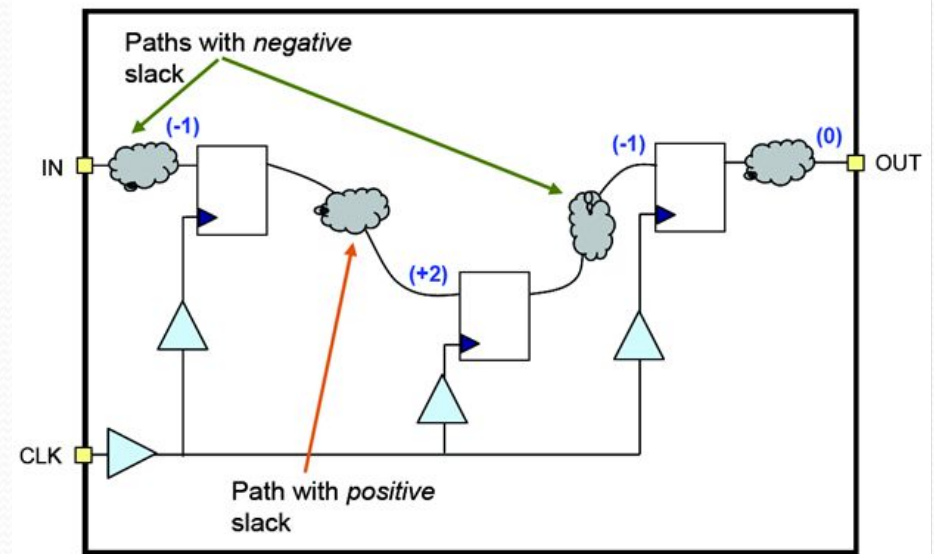 Paths with negative
slack
(-1)
(-1)
(0)
IN
OUT
(+2)
CLK
Path with positive
slack